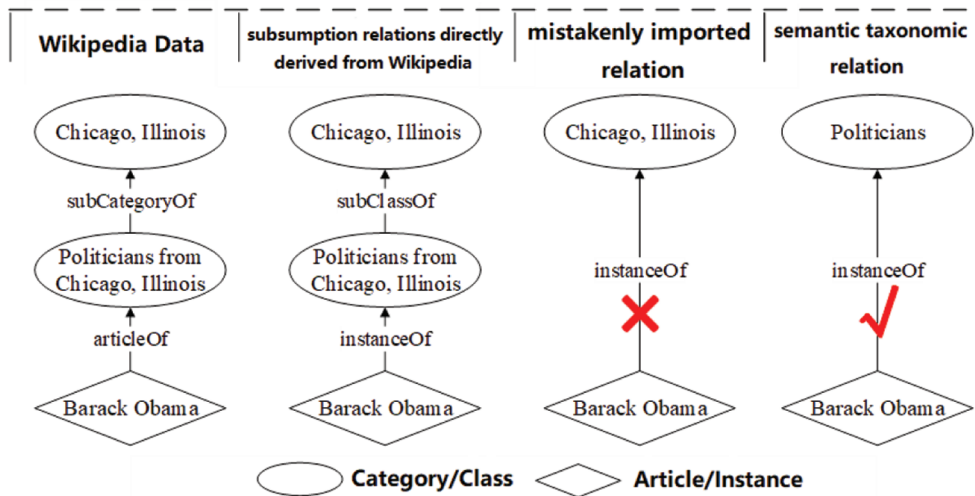 Wikipedia Data
subsumption relations directly
derived from Wikipedia
mistakenly imported
relation
semantic taxonomic
relation
Chicago, Illinois
subCategoryOf
Politicians from
Chicago, Illinois
articleOf
Barack Obama
Chicago, Illinois
subClassOf
Politicians from
Chicago, Illinois
instanceOf
Barack Obama
Chicago, Illinois
instanceOf
Barack Obama
Politicians
instanceOf
Barack Obama
Category/Class
Article/Instance